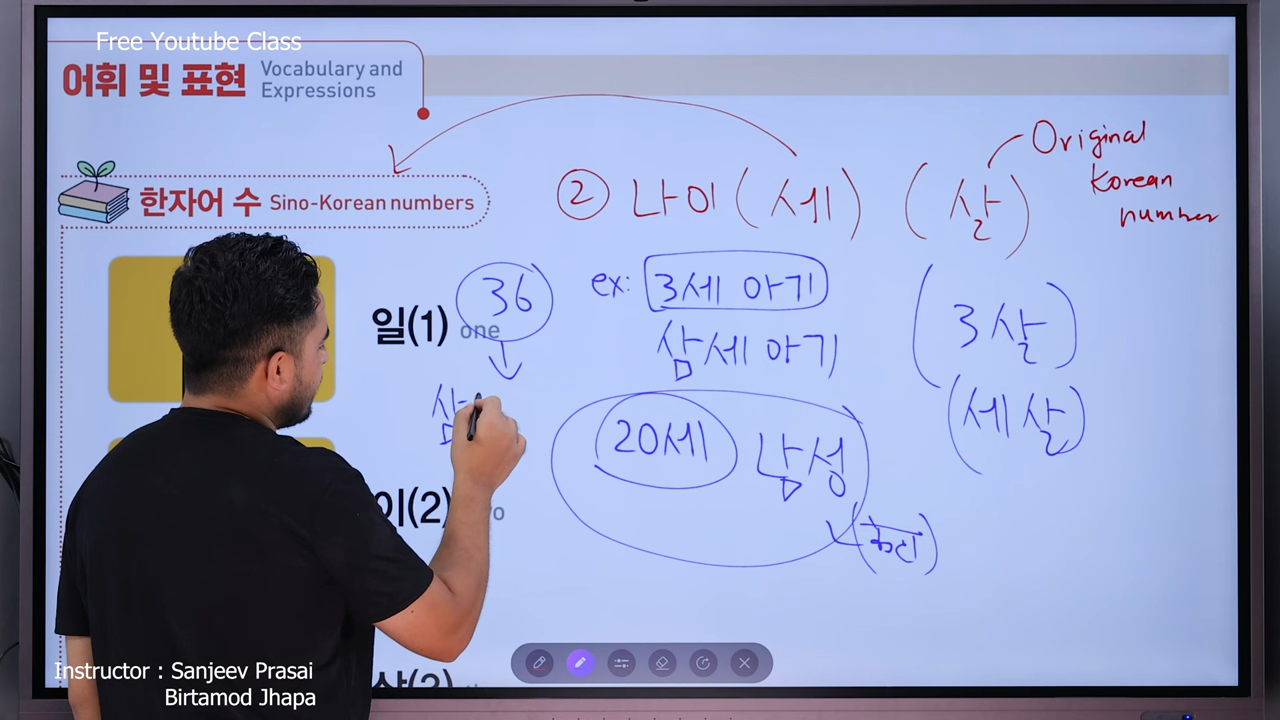 Free Youtube Class
어휘 및 표현 Vocabulary and Expressions
한자어 수 Sino-Korean numbers
② 나이 (세) (살)
Original
Korean
number
일(1) one
36
ex: 3세 아기
삼세 아기
3살
세살
20세 남성
삼
이(2)
Instructor : Sanjeev Prasai
Birtamod Jhapa